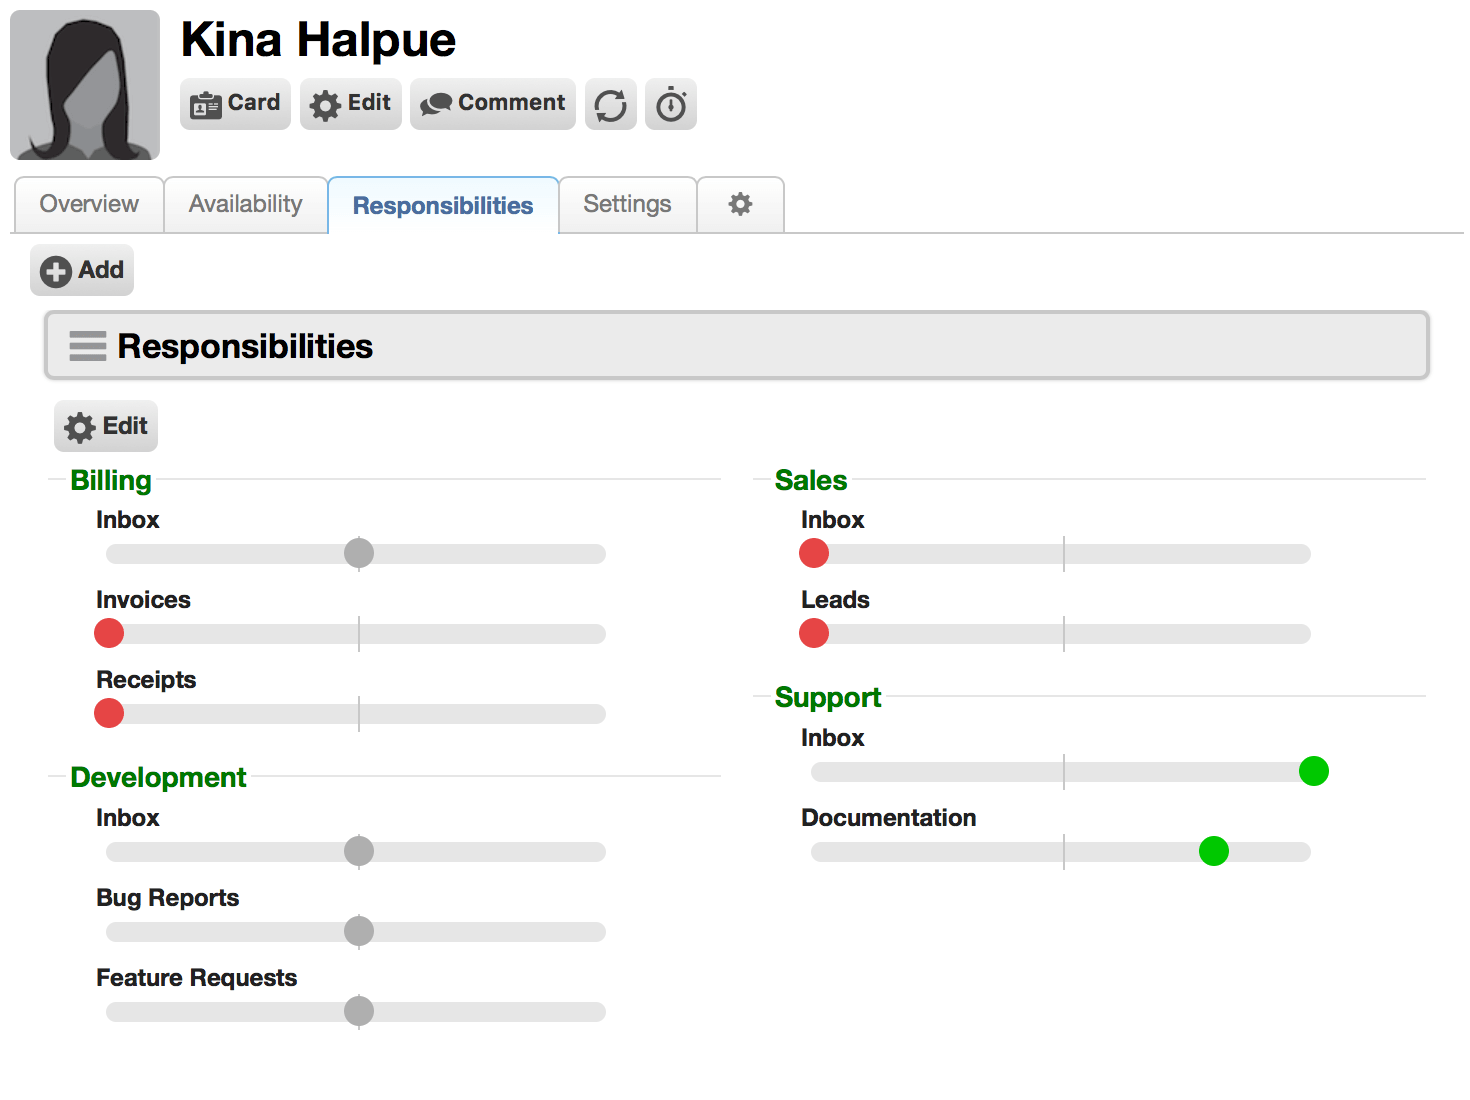 Kina Halpue
Card Edit Comment
Overview Availability Responsibilities Settings
Add
Responsibilities
Edit
Billing
Inbox
Invoices
Receipts
Development
Inbox
Bug Reports
Feature Requests
Sales
Inbox
Leads
Support
Inbox
Documentation